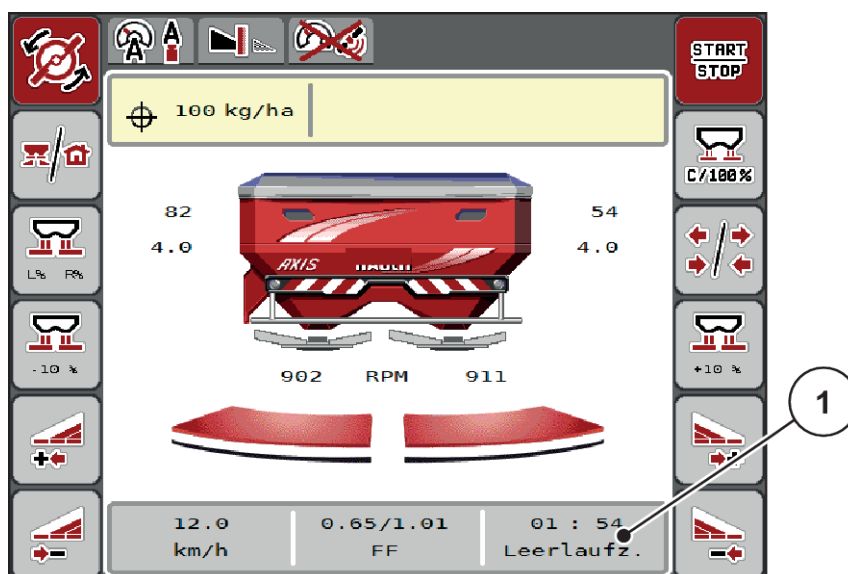 A A
START
STOP
100 kg/ha
C/100%
82 54
4.0 4.0
AXIS RAUCH
L% R%
-10 %
+10 %
902 RPM 911
1
12.0 0.65/1.01 01 : 54
km/h FF Leerlaufz.